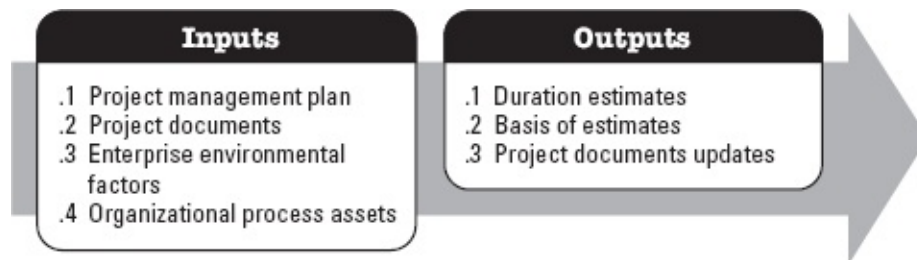 Inputs
.1 Project management plan
.2 Project documents
.3 Enterprise environmental
factors
.4 Organizational process assets
Outputs
.1 Duration estimates
.2 Basis of estimates
.3 Project documents updates